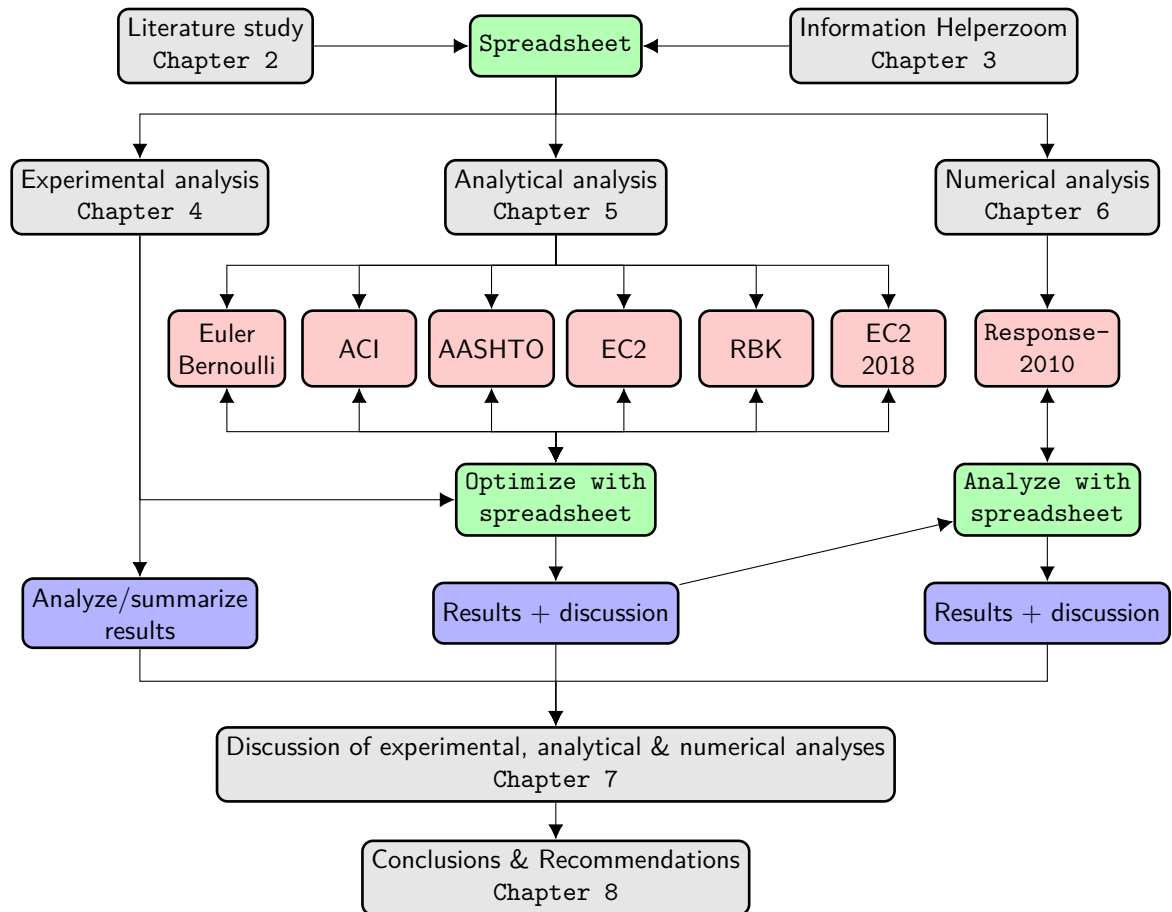 Literature study
Chapter 2
Spreadsheet
Information Helperzoom
Chapter 3
Experimental analysis
Chapter 4
Analytical analysis
Chapter 5
Numerical analysis
Chapter 6
Euler
Bernoulli
ACI
AASHTO
EC2
RBK
EC2
2018
Response-
2010
Optimize with
spreadsheet
Analyze with
spreadsheet
Analyze/summarize
results
Results + discussion
Results + discussion
Discussion of experimental, analytical & numerical analyses
Chapter 7
Conclusions & Recommendations
Chapter 8